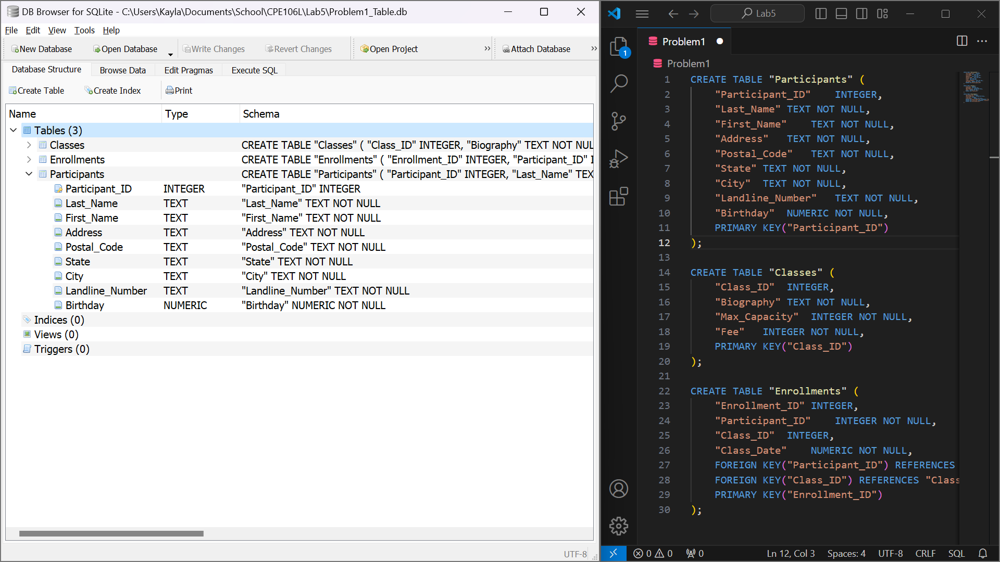 DB Browser for SQLite - C:\Users\Kayla\Documents\School\CPE106L\Lab5\Problem1_Table.db
File Edit View Tools Help
New Database Open Database Write Changes Revert Changes Open Project » Attach Database »
Database Structure Browse Data Edit Pragmas Execute SQL
Create Table Create Index Print
Name Type Schema
Tables (3)
Classes CREATE TABLE "Classes" ( "Class_ID" INTEGER, "Biography" TEXT NOT NUL
Enrollments CREATE TABLE "Enrollments" ( "Enrollment_ID" INTEGER, "Participant_ID" I
Participants CREATE TABLE "Participants" ( "Participant_ID" INTEGER, "Last_Name" TEX
Participant_ID INTEGER "Participant_ID" INTEGER
Last_Name TEXT "Last_Name" TEXT NOT NULL
First_Name TEXT "First_Name" TEXT NOT NULL
Address TEXT "Address" TEXT NOT NULL
Postal_Code TEXT "Postal_Code" TEXT NOT NULL
State TEXT "State" TEXT NOT NULL
City TEXT "City" TEXT NOT NULL
Landline_Number TEXT "Landline_Number" TEXT NOT NULL
Birthday NUMERIC "Birthday" NUMERIC NOT NULL
Indices (0)
Views (0)
Triggers (0)
UTF-8
Lab5
1
Problem1
Problem1
1 CREATE TABLE "Participants" (
2 "Participant_ID" INTEGER,
3 "Last_Name" TEXT NOT NULL,
4 "First_Name" TEXT NOT NULL,
5 "Address" TEXT NOT NULL,
6 "Postal_Code" TEXT NOT NULL,
7 "State" TEXT NOT NULL,
8 "City" TEXT NOT NULL,
9 "Landline_Number" TEXT NOT NULL,
10 "Birthday" NUMERIC NOT NULL,
11 PRIMARY KEY("Participant_ID")
12 );
13
14 CREATE TABLE "Classes" (
15 "Class_ID" INTEGER,
16 "Biography" TEXT NOT NULL,
17 "Max_Capacity" INTEGER NOT NULL,
18 "Fee" INTEGER NOT NULL,
19 PRIMARY KEY("Class_ID")
20 );
21
22 CREATE TABLE "Enrollments" (
23 "Enrollment_ID" INTEGER,
24 "Participant_ID" INTEGER NOT NULL,
25 "Class_ID" INTEGER,
26 "Class_Date" NUMERIC NOT NULL,
27 FOREIGN KEY("Participant_ID") REFERENCES
28 FOREIGN KEY("Class_ID") REFERENCES "Class
29 PRIMARY KEY("Enrollment_ID")
30 );
0 0 0 Ln 12, Col 3 Spaces: 4 UTF-8 CRLF SQL